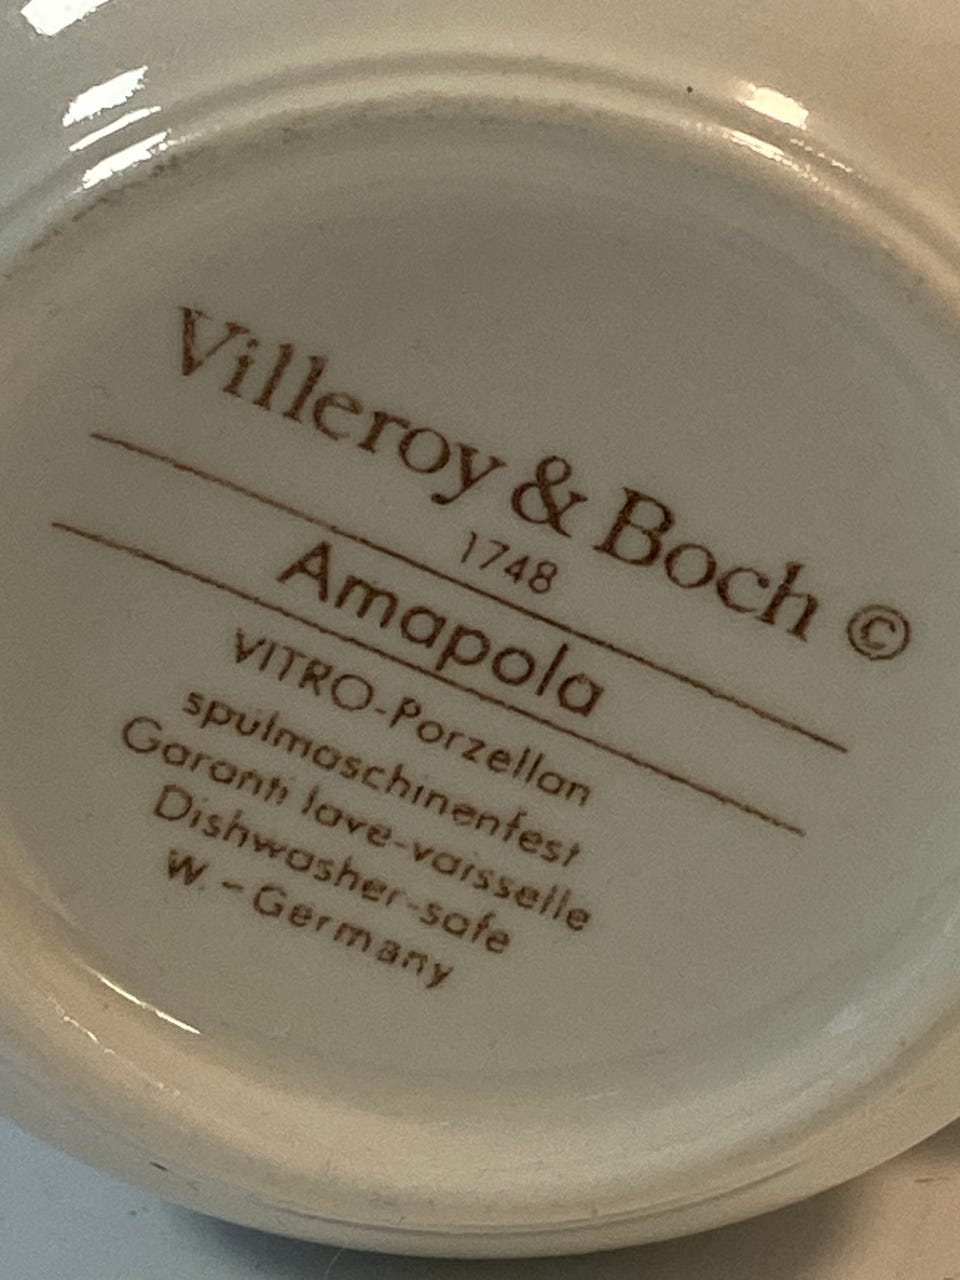 Villeroy & Boch ©
1748
Amapola
VITRO-Porzellan
spülmaschinenfest
Garanti lave-vaisselle
Dishwasher-safe
W.-Germany